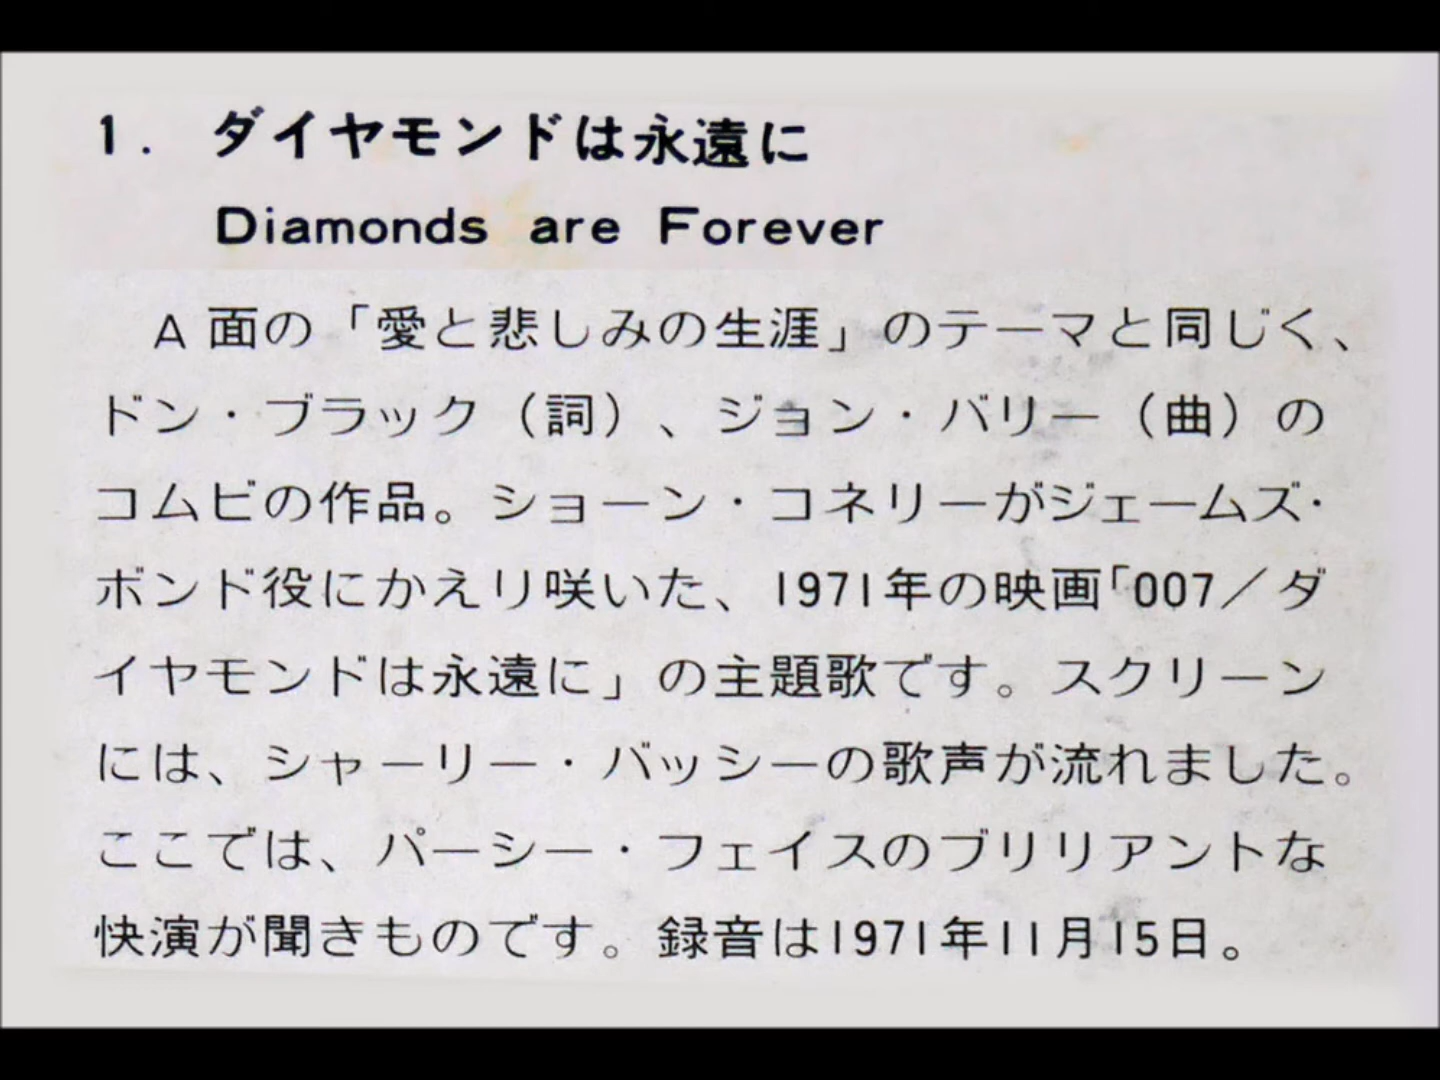 1. ダイヤモンドは永遠に
Diamonds are Forever
A面の「愛と悲しみの生涯」のテーマと同じく、
ドン・ブラック（詞）、ジョン・バリー（曲）の
コムビの作品。ショーン・コネリーがジェームズ・
ボンド役にかえり咲いた、1971年の映画「007／ダ
イヤモンドは永遠に」の主題歌です。スクリーン
には、シャーリー・バッシーの歌声が流れました。
ここでは、パーシー・フェイスのブリリアントな
快演が聞きものです。録音は1971年11月15日。